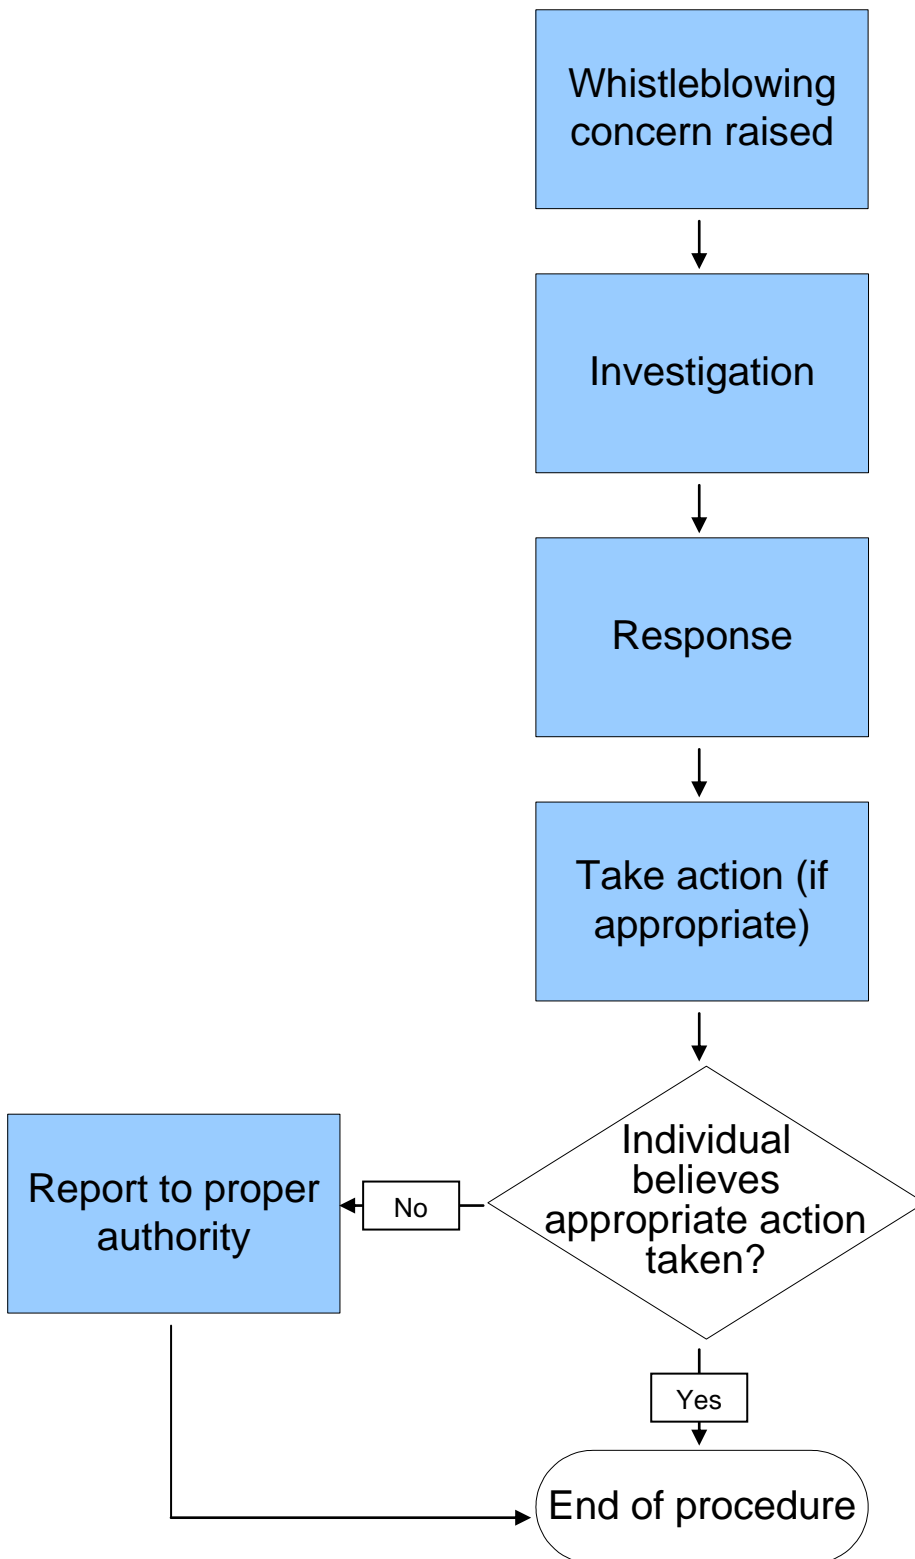 Whistleblowing
concern raised
Investigation
Response
Take action (if
appropriate)
Individual
believes
appropriate action
taken?
No
Report to proper
authority
Yes
End of procedure